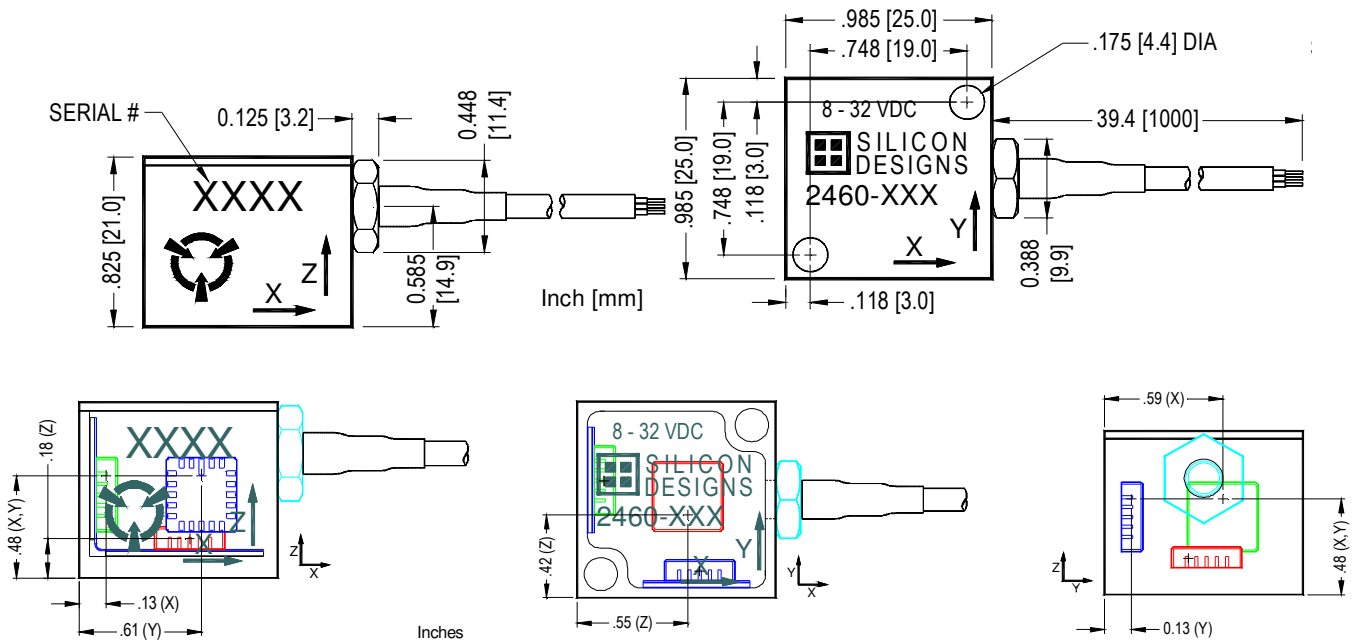 SERIAL #
0.125 [3.2]
0.448
[11.4]
XXXX
.825 [21.0]
Z
X
0.585
[14.9]
Inch [mm]
.985 [25.0]
.748 [19.0]
.175 [4.4] DIA
.985 [25.0]
.748 [19.0]
.118 [3.0]
8 - 32 VDC
SILICON
DESIGNS
2460-XXX
Y
X
39.4 [1000]
0.388
[9.9]
.118 [3.0]
XXXX
.18 (Z)
.48 (X,Y)
Z
X
Z
X
.13 (X)
.61 (Y)
Inches
8 - 32 VDC
SILICON
DESIGNS
2460-XXX
Y
X
.42 (Z)
Y
X
.55 (Z)
.59 (X)
.48 (X,Y)
Z
Y
0.13 (Y)